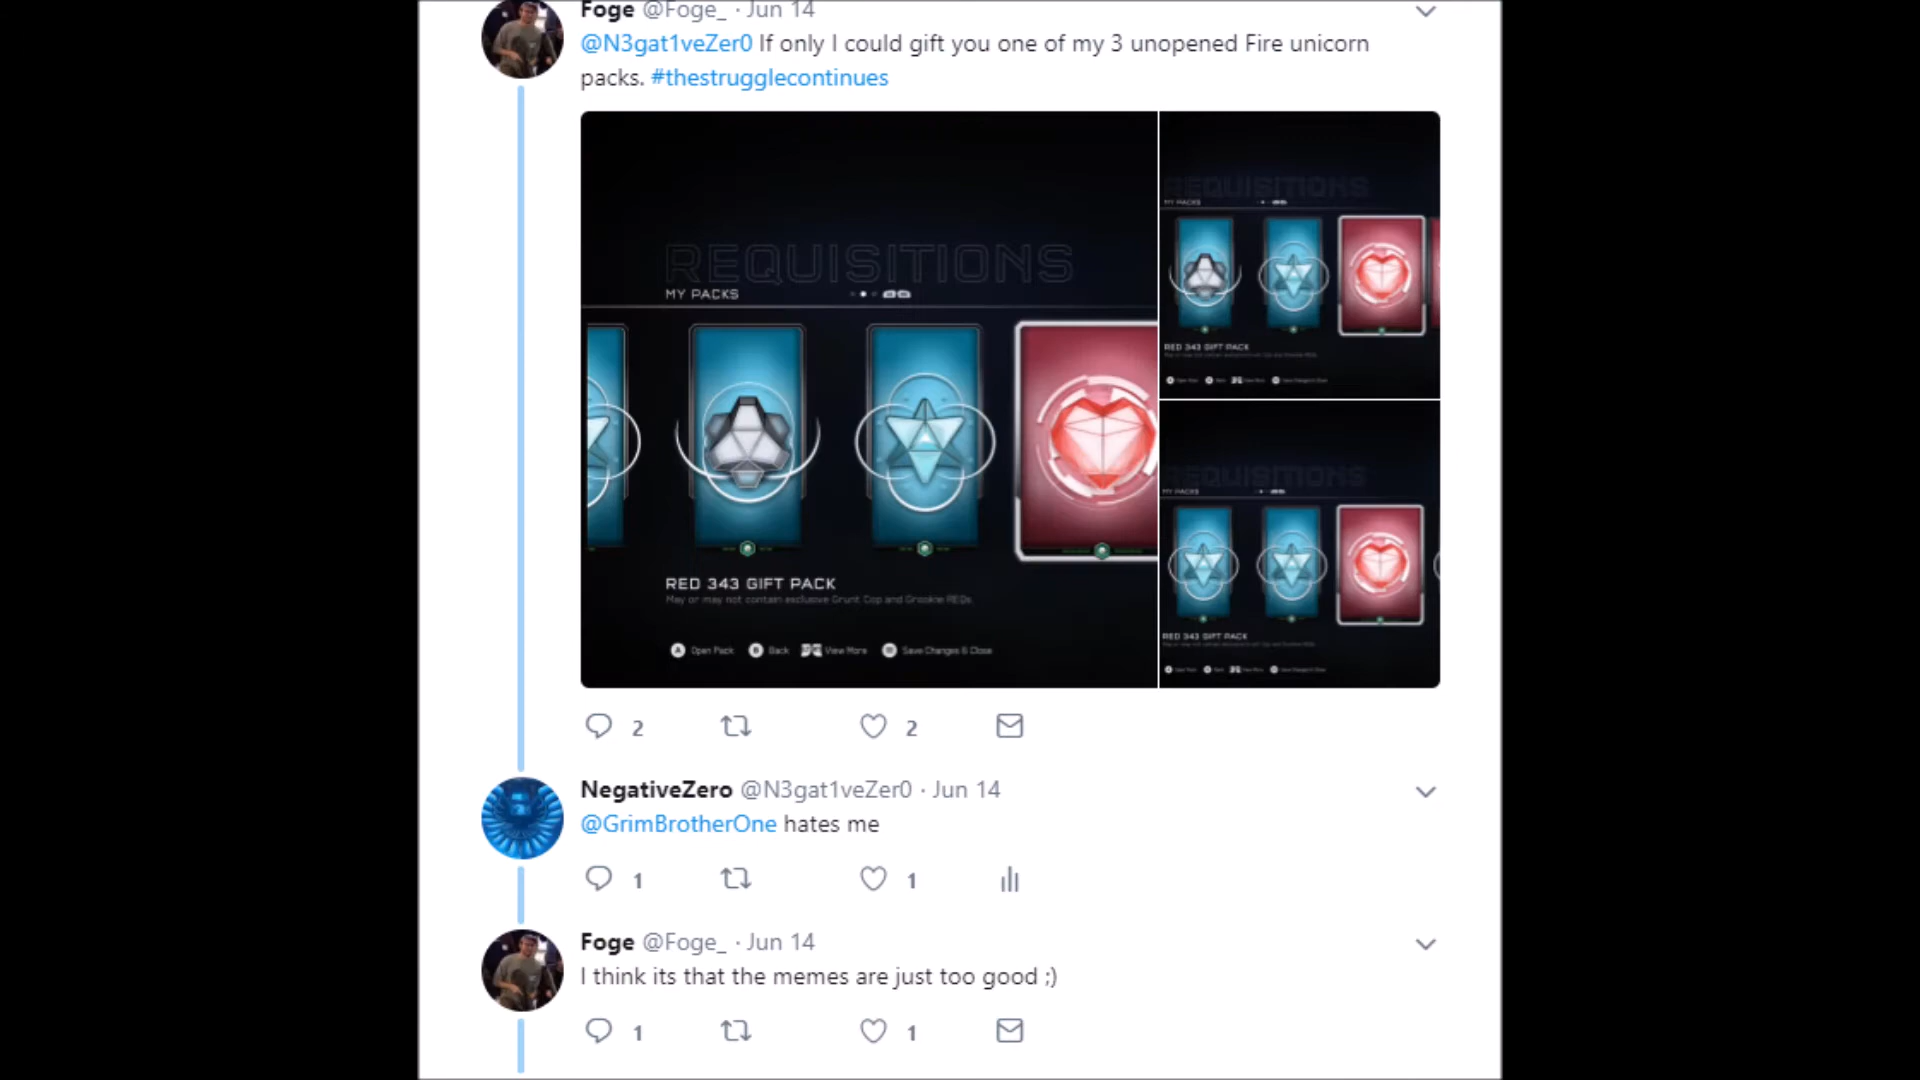 Foge @Foge_ · Jun 14
@N3gat1veZer0 If only I could gift you one of my 3 unopened Fire unicorn
packs. #thestrugglecontinues
REQUISITIONS
MY PACKS
RED 343 GIFT PACK
May or may not contain exclusive Grunt Cop and Grookie REQs.
A Open Pack B Back View More Save Changes & Close
REQUISITIONS
MY PACKS
RED 343 GIFT PACK
REQUISITIONS
MY PACKS
RED 343 GIFT PACK
2 2
NegativeZero @N3gat1veZer0 · Jun 14
@GrimBrotherOne hates me
1 1
Foge @Foge_ · Jun 14
I think its that the memes are just too good ;)
1 1